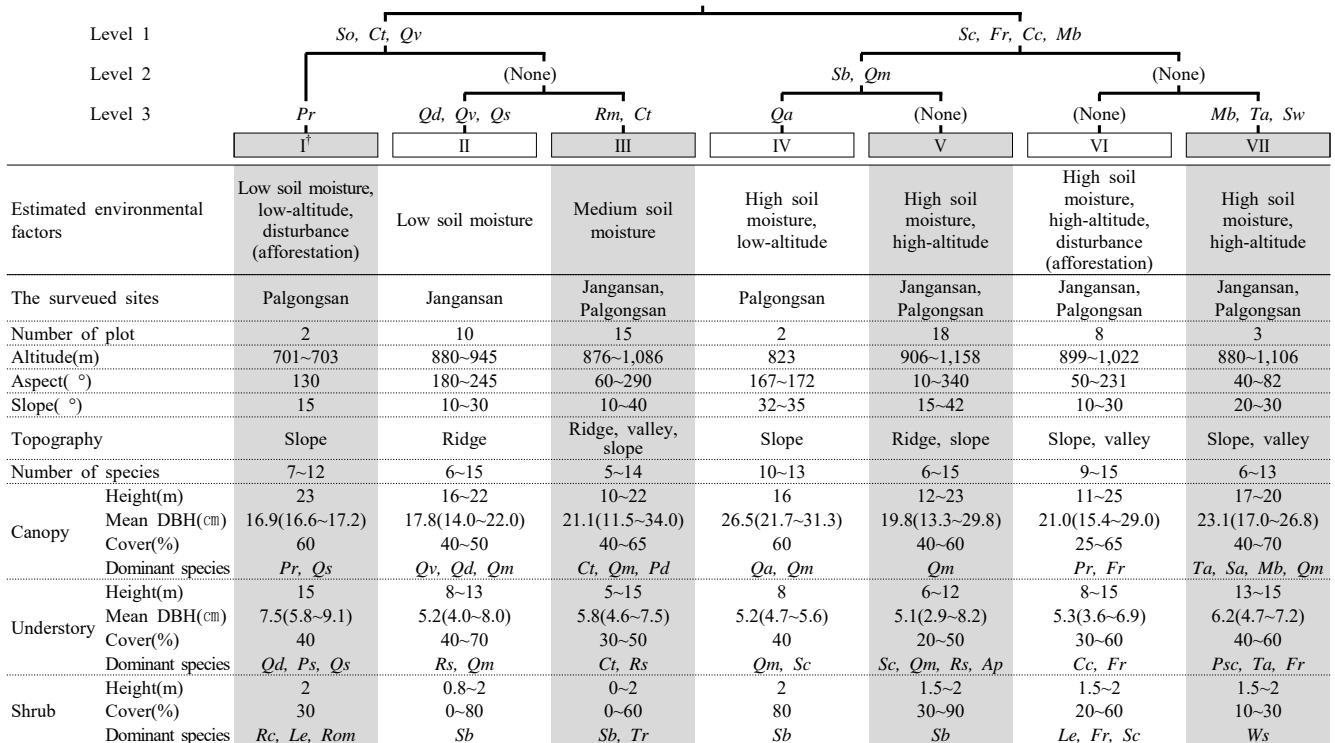 Level 1 So, Ct, Qv Sc, Fr, Cc, Mb
Level 2 (None) Sb, Qm (None)
Level 3 Pr Qd, Qv, Qs Rm, Ct Qa (None) (None) Mb, Ta, Sw
I† II III IV V VI VII
Estimated environmental factors Low soil moisture, low-altitude, disturbance (afforestation) Low soil moisture Medium soil moisture High soil moisture, low-altitude High soil moisture, high-altitude High soil moisture, high-altitude, disturbance (afforestation) High soil moisture, high-altitude
The surveued sites Palgongsan Jangansan Jangansan, Palgongsan Palgongsan Jangansan, Palgongsan Jangansan, Palgongsan Jangansan, Palgongsan
Number of plot 2 10 15 2 18 8 3
Altitude(m) 701~703 880~945 876~1,086 823 906~1,158 899~1,022 880~1,106
Aspect( °) 130 180~245 60~290 167~172 10~340 50~231 40~82
Slope( °) 15 10~30 10~40 32~35 15~42 10~30 20~30
Topography Slope Ridge Ridge, valley, slope Slope Ridge, slope Slope, valley Slope, valley
Number of species 7~12 6~15 5~14 10~13 6~15 9~15 6~13
Canopy
Height(m) 23 16~22 10~22 16 12~23 11~25 17~20
Mean DBH(㎝) 16.9(16.6~17.2) 17.8(14.0~22.0) 21.1(11.5~34.0) 26.5(21.7~31.3) 19.8(13.3~29.8) 21.0(15.4~29.0) 23.1(17.0~26.8)
Cover(%) 60 40~50 40~65 60 40~60 25~65 40~70
Dominant species Pr, Qs Qv, Qd, Qm Ct, Qm, Pd Qa, Qm Qm Pr, Fr Ta, Sa, Mb, Qm
Understory
Height(m) 15 8~13 5~15 8 6~12 8~15 13~15
Mean DBH(㎝) 7.5(5.8~9.1) 5.2(4.0~8.0) 5.8(4.6~7.5) 5.2(4.7~5.6) 5.1(2.9~8.2) 5.3(3.6~6.9) 6.2(4.7~7.2)
Cover(%) 40 40~70 30~50 40 20~50 30~60 40~60
Dominant species Qd, Ps, Qs Rs, Qm Ct, Rs Qm, Sc Sc, Qm, Rs, Ap Cc, Fr Psc, Ta, Fr
Shrub
Height(m) 2 0.8~2 0~2 2 1.5~2 1.5~2 1.5~2
Cover(%) 30 0~80 0~60 80 30~90 20~60 10~30
Dominant species Rc, Le, Rom Sb Sb, Tr Sb Sb Le, Fr, Sc Ws